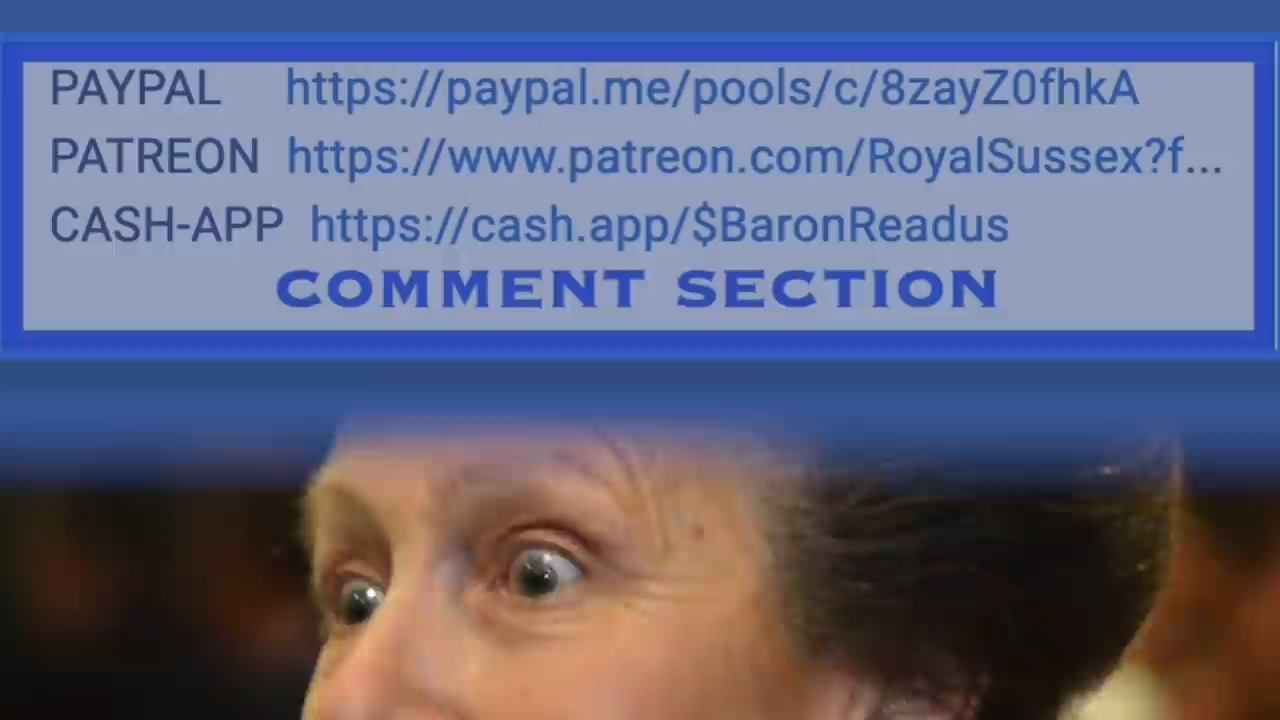 PAYPAL https://paypal.me/pools/c/8zayZ0fhkA
PATREON https://www.patreon.com/RoyalSussex?f...
CASH-APP https://cash.app/$BaronReadus
COMMENT SECTION